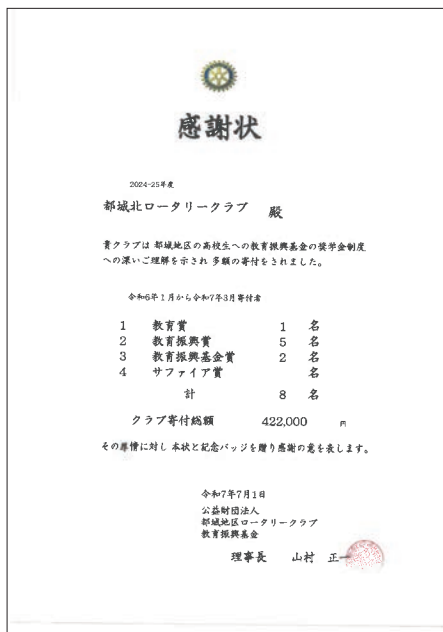 感謝状
2024-25年度
都城北ロータリークラブ 殿
貴クラブは 都城地区の高校生への教育振興基金の奨学金制度
への深いご理解を示され 多額の寄付をされました。
令和6年1月から令和7年3月寄付者
1 教育賞 1 名
2 教育振興賞 5 名
3 教育振興基金賞 2 名
4 サファイア賞 名
計 8 名
クラブ寄付総額 422,000 円
その厚情に対し 本状と記念バッジを贈り感謝の意を表します。
令和7年7月1日
公益財団法人
都城地区ロータリークラブ
教育振興基金
理事長 山村 正一